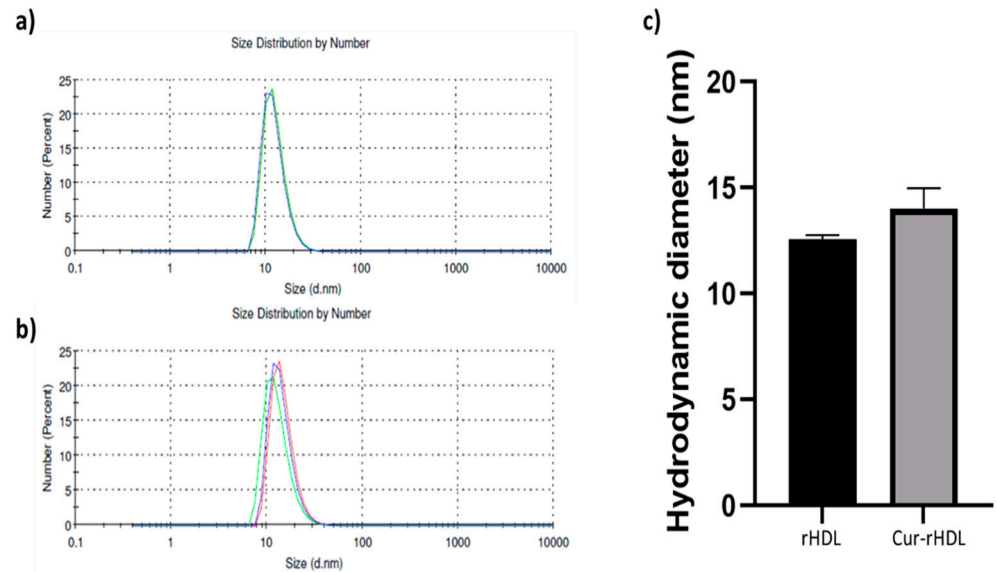 a)
Size Distribution by Number
Number (Percent)
25
20
15
10
5
0
0.1 1 10 100 1000 10000
Size (d.nm)
b)
Size Distribution by Number
Number (Percent)
25
20
15
10
5
0
0.1 1 10 100 1000 10000
Size (d.nm)
c)
Hydrodynamic diameter (nm)
20
15
10
5
0
rHDL Cur-rHDL